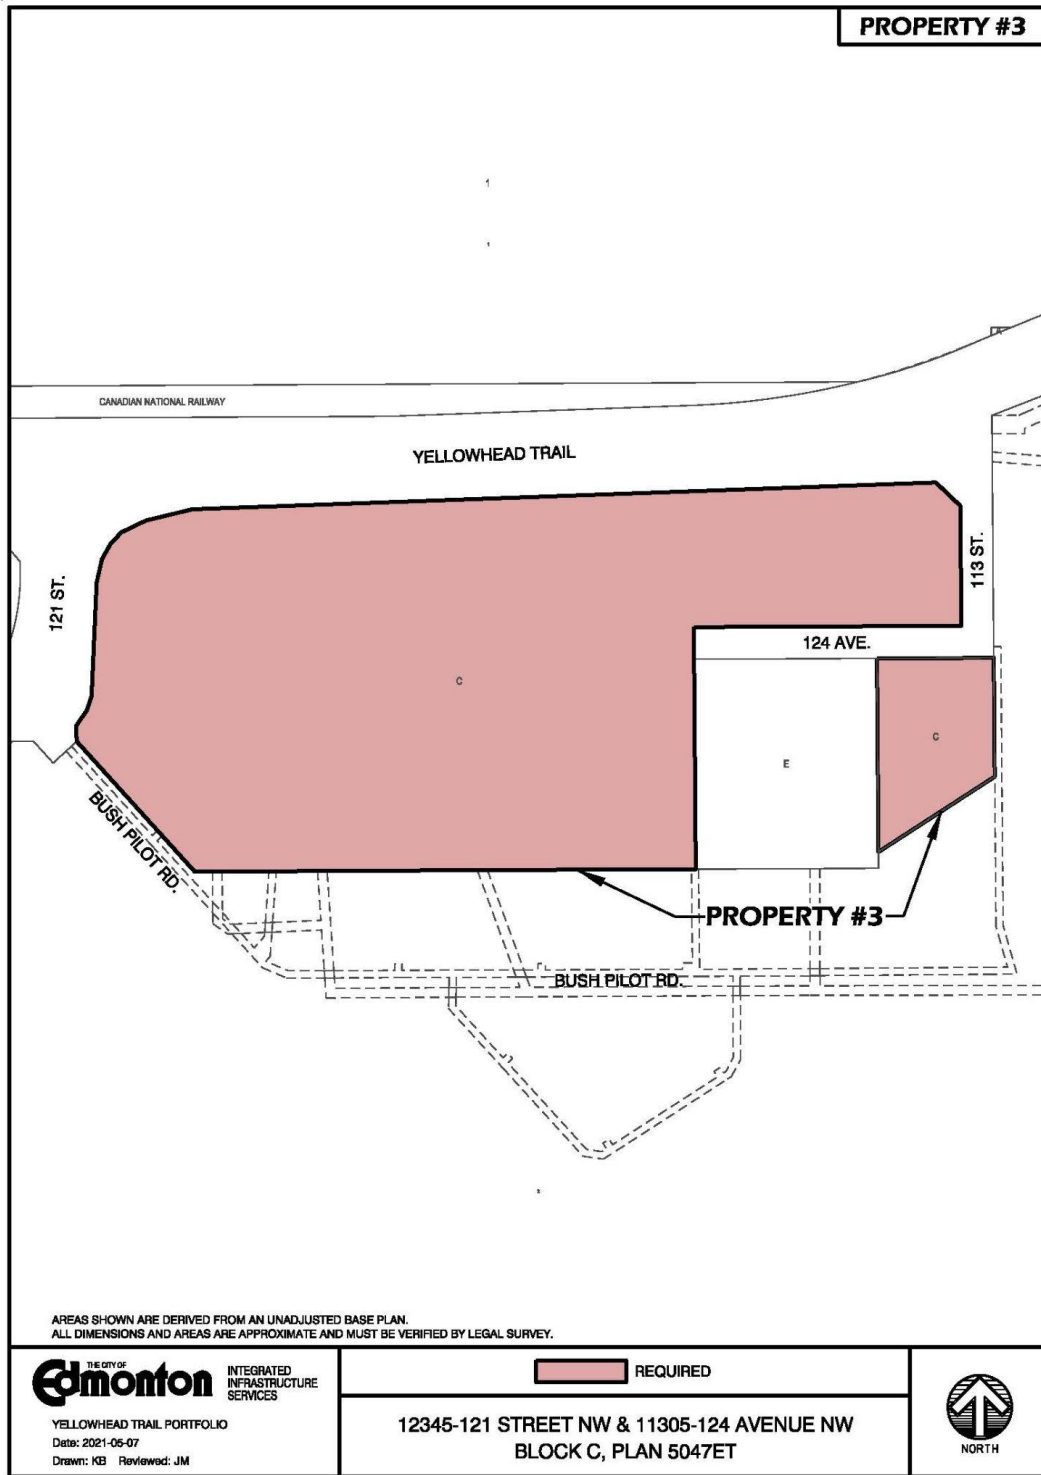 PROPERTY #3
1
1
A
CANADIAN NATIONAL RAILWAY
YELLOWHEAD TRAIL
121 ST.
113 ST.
124 AVE.
C
C
E
BUSH PILOT RD.
PROPERTY #3
BUSH PILOT RD.
AREAS SHOWN ARE DERIVED FROM AN UNADJUSTED BASE PLAN.
ALL DIMENSIONS AND AREAS ARE APPROXIMATE AND MUST BE VERIFIED BY LEGAL SURVEY.
THE CITY OF
Edmonton
INTEGRATED
INFRASTRUCTURE
SERVICES
YELLOWHEAD TRAIL PORTFOLIO
Date: 2021-05-07
Drawn: KB Reviewed: JM
REQUIRED
12345-121 STREET NW & 11305-124 AVENUE NW
BLOCK C, PLAN 5047ET
NORTH